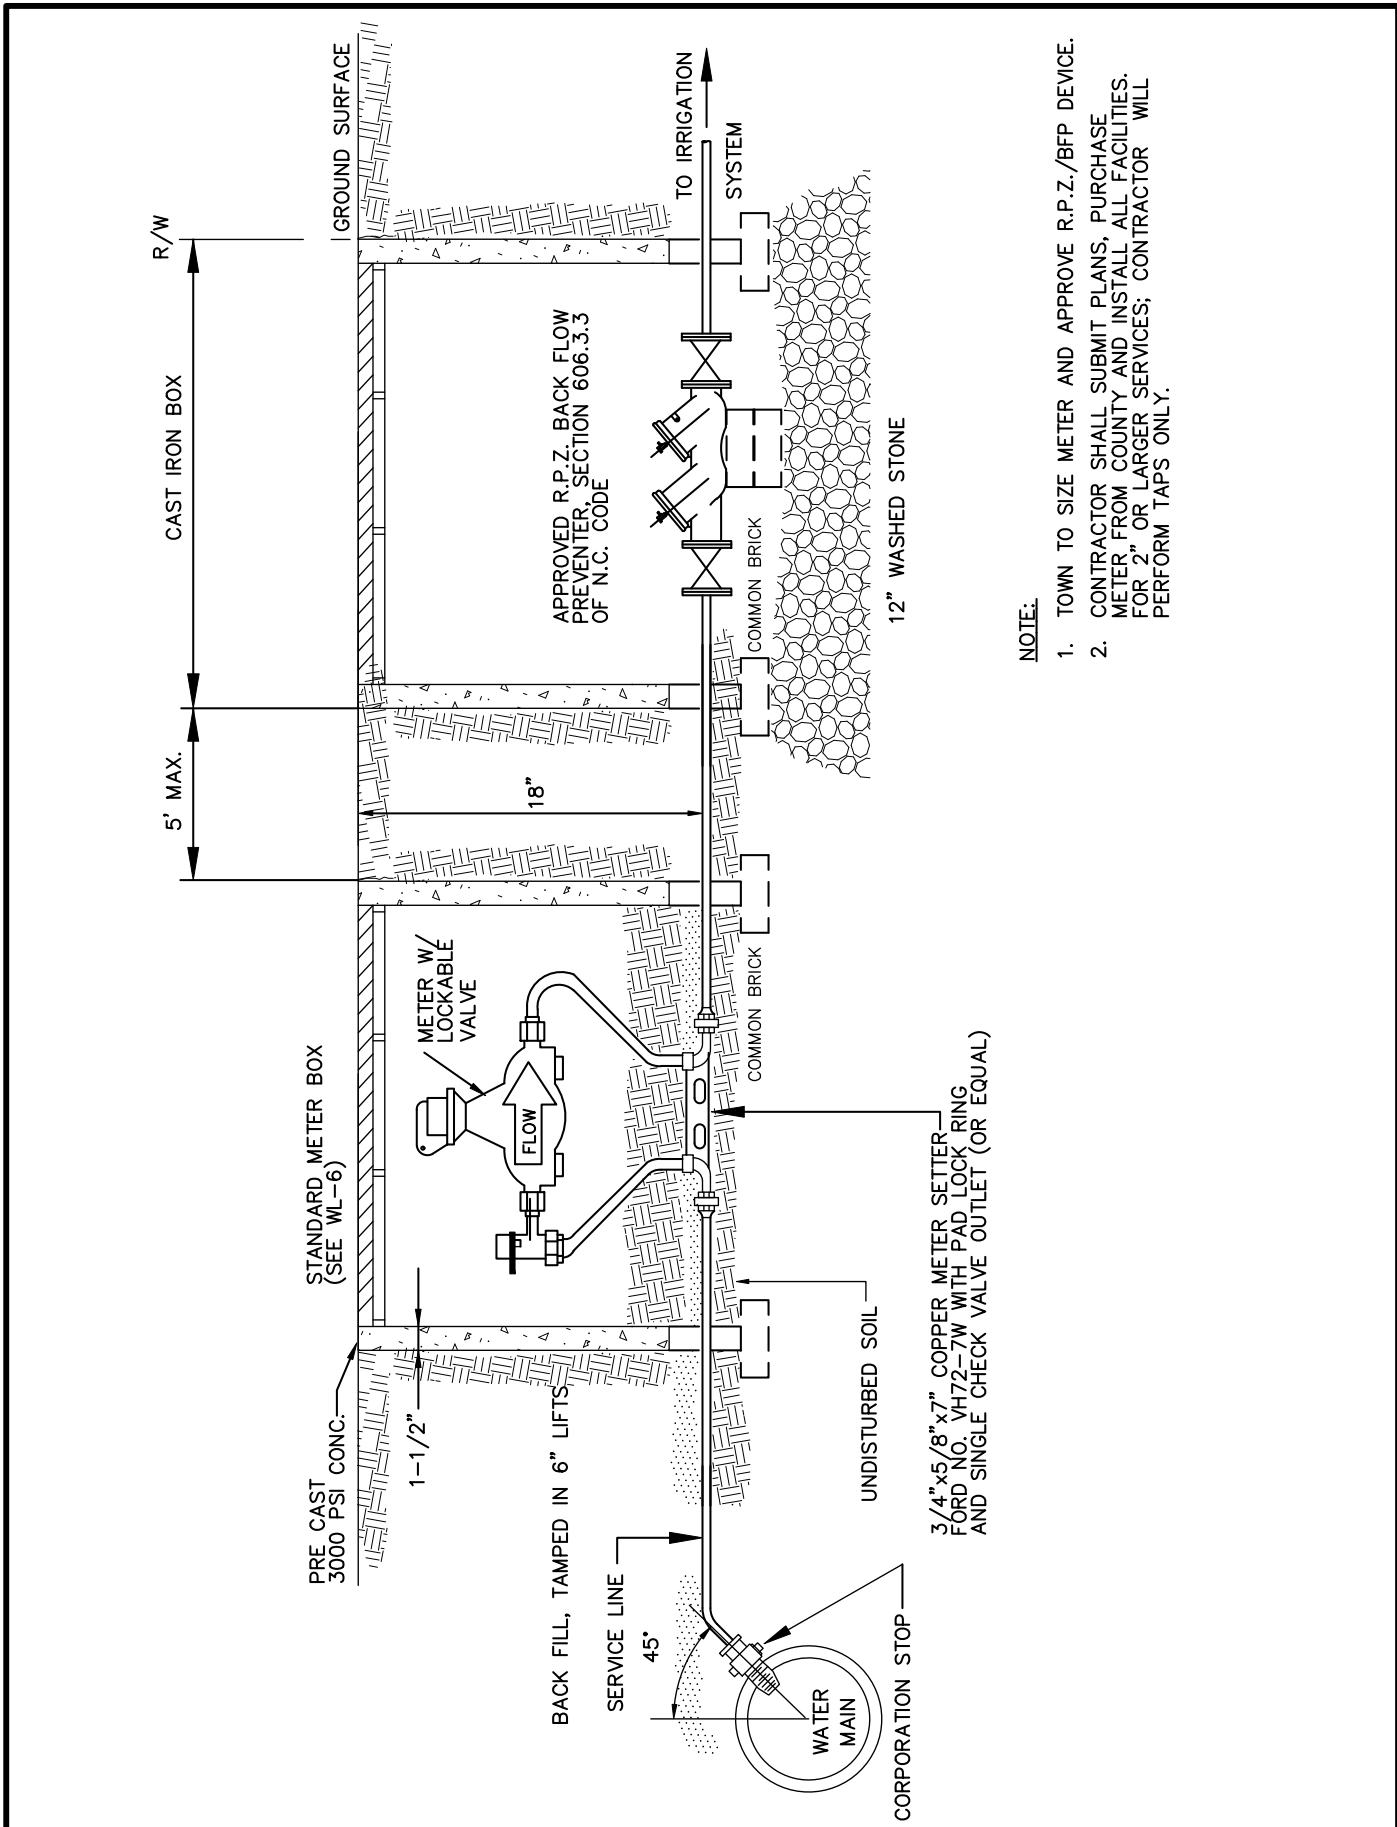 R/W
CAST IRON BOX
5' MAX.
GROUND SURFACE
STANDARD METER BOX
(SEE WL-6)
PRE CAST
3000 PSI CONC.
1-1/2"
METER W/
LOCKABLE
VALVE
FLOW
18"
APPROVED R.P.Z. BACK FLOW
PREVENTER, SECTION 606.3.3
OF N.C. CODE
TO IRRIGATION
SYSTEM
BACK FILL, TAMPED IN 6" LIFTS
SERVICE LINE
45°
WATER
MAIN
CORPORATION STOP
UNDISTURBED SOIL
COMMON BRICK
COMMON BRICK
12" WASHED STONE
3/4"x5/8"x7" COPPER METER SETTER
FORD NO. VH72-7W WITH PAD LOCK RING
AND SINGLE CHECK VALVE OUTLET (OR EQUAL)
NOTE:
1. TOWN TO SIZE METER AND APPROVE R.P.Z./BFP DEVICE.
2. CONTRACTOR SHALL SUBMIT PLANS, PURCHASE
METER FROM COUNTY AND INSTALL ALL FACILITIES.
FOR 2" OR LARGER SERVICES; CONTRACTOR WILL
PERFORM TAPS ONLY.